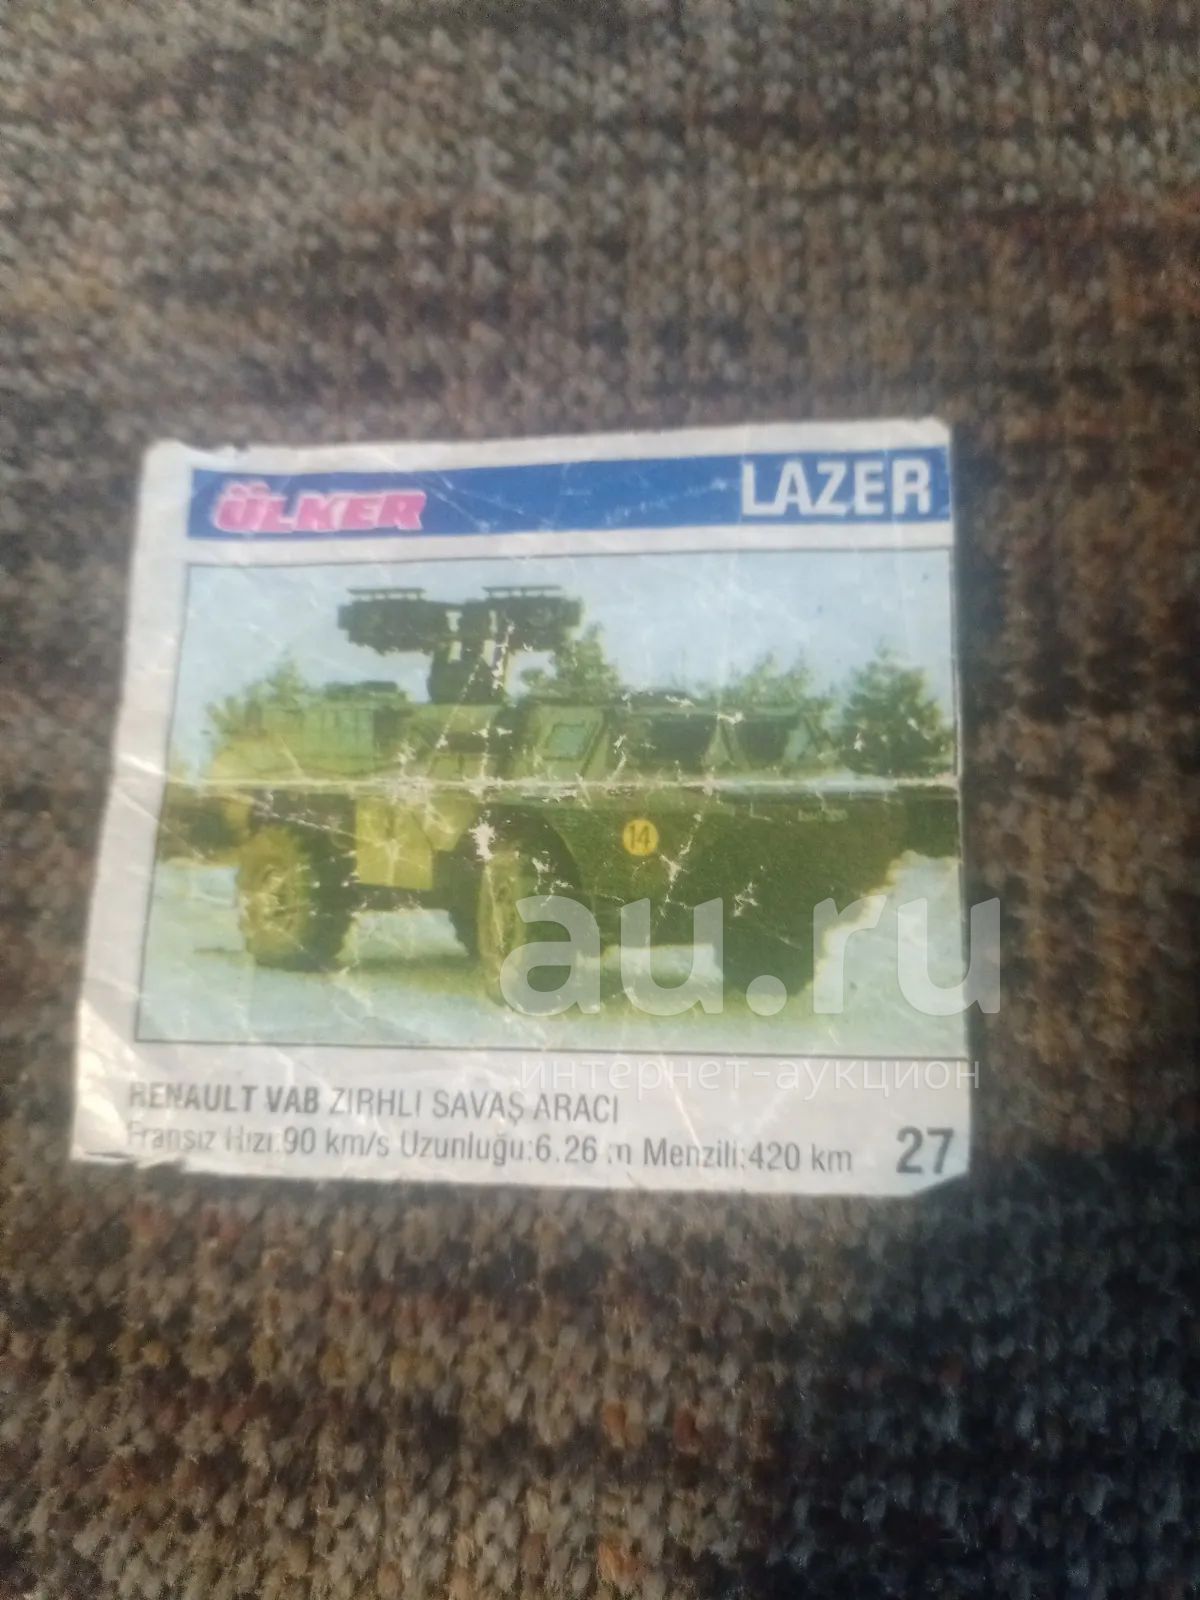 ÜLKER LAZER
14
au.ru
интернет-аукцион
RENAULT VAB ZIRHLI SAVAŞ ARACI
Fransız Hızı:90 km/s Uzunluğu:6.26 m Menzili:420 km 27